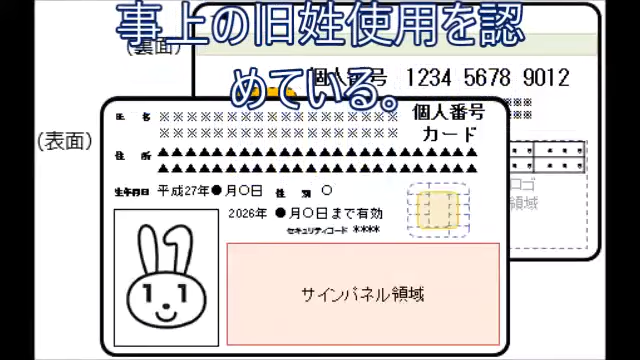 事上の旧姓使用を認
めている。
(裏面)
個人番号 1234 5678 9012
(表面)
氏 名 ※※※※※※※※※※※※※※※※※※
※※※※※※※※※※※※※※※※※※
個人番号
カード
住 所 ▲▲▲▲▲▲▲▲▲▲▲▲▲▲▲▲▲▲▲▲▲▲▲
▲▲▲▲▲▲▲▲▲▲▲▲▲▲▲▲▲▲▲▲▲▲▲
生年月日 平成27年●月〇日 性 別 〇
2026年 ●月〇日まで有効
セキュリティコード ****
ロゴ
領域
サインパネル領域